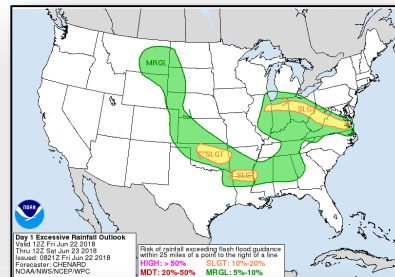 MRGL
SLGT
SLGT
SLGT
NOAA
Day 1 Excessive Rainfall Outlook
Valid 12Z Fri Jun 22 2018
Thru 12Z Sat Jun 23 2018
Issued: 0821Z Fri Jun 22 2018
Forecaster: CHENARD
NOAA/NWS/NCEP/WPC
Risk of rainfall exceeding flash flood guidance
within 25 miles of a point to the right of a line
HIGH: > 50% SLGT: 10%-20%
MDT: 20%-50% MRGL: 5%-10%